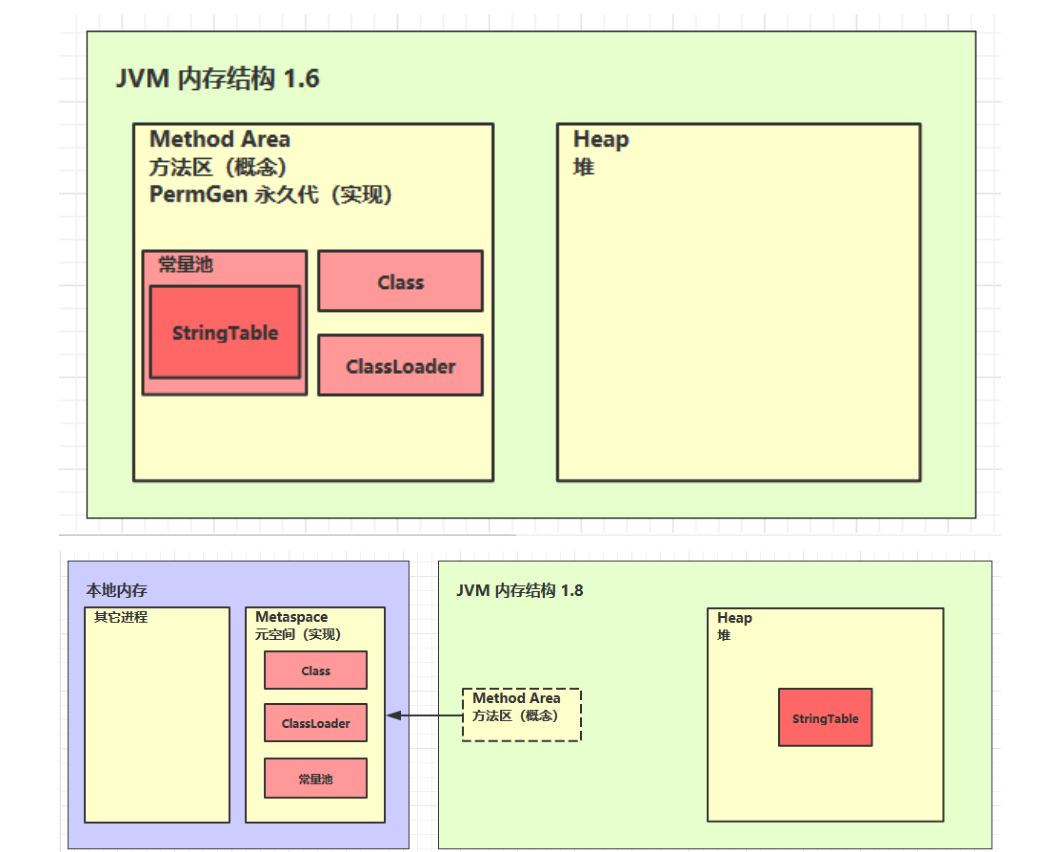 JVM 内存结构 1.6
Method Area
方法区（概念）
PermGen 永久代（实现）
常量池
StringTable
Class
ClassLoader
Heap
堆
本地内存
其它进程
Metaspace
元空间（实现）
Class
ClassLoader
常量池
JVM 内存结构 1.8
Method Area
方法区（概念）
Heap
堆
StringTable